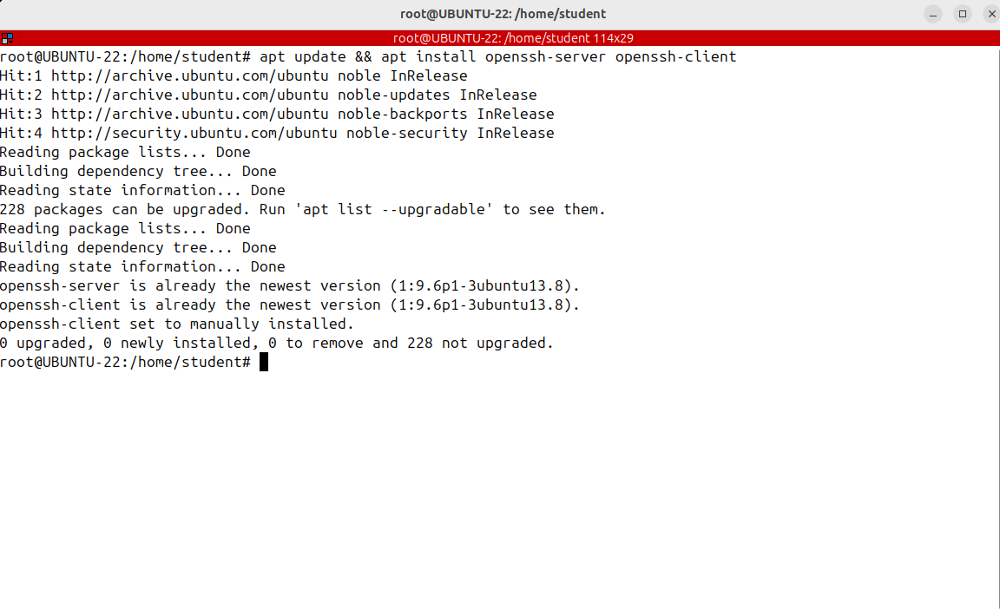 root@UBUNTU-22: /home/student
root@UBUNTU-22: /home/student 114x29
root@UBUNTU-22:/home/student# apt update && apt install openssh-server openssh-client
Hit:1 http://archive.ubuntu.com/ubuntu noble InRelease
Hit:2 http://archive.ubuntu.com/ubuntu noble-updates InRelease
Hit:3 http://archive.ubuntu.com/ubuntu noble-backports InRelease
Hit:4 http://security.ubuntu.com/ubuntu noble-security InRelease
Reading package lists... Done
Building dependency tree... Done
Reading state information... Done
228 packages can be upgraded. Run 'apt list --upgradable' to see them.
Reading package lists... Done
Building dependency tree... Done
Reading state information... Done
openssh-server is already the newest version (1:9.6p1-3ubuntu13.8).
openssh-client is already the newest version (1:9.6p1-3ubuntu13.8).
openssh-client set to manually installed.
0 upgraded, 0 newly installed, 0 to remove and 228 not upgraded.
root@UBUNTU-22:/home/student#